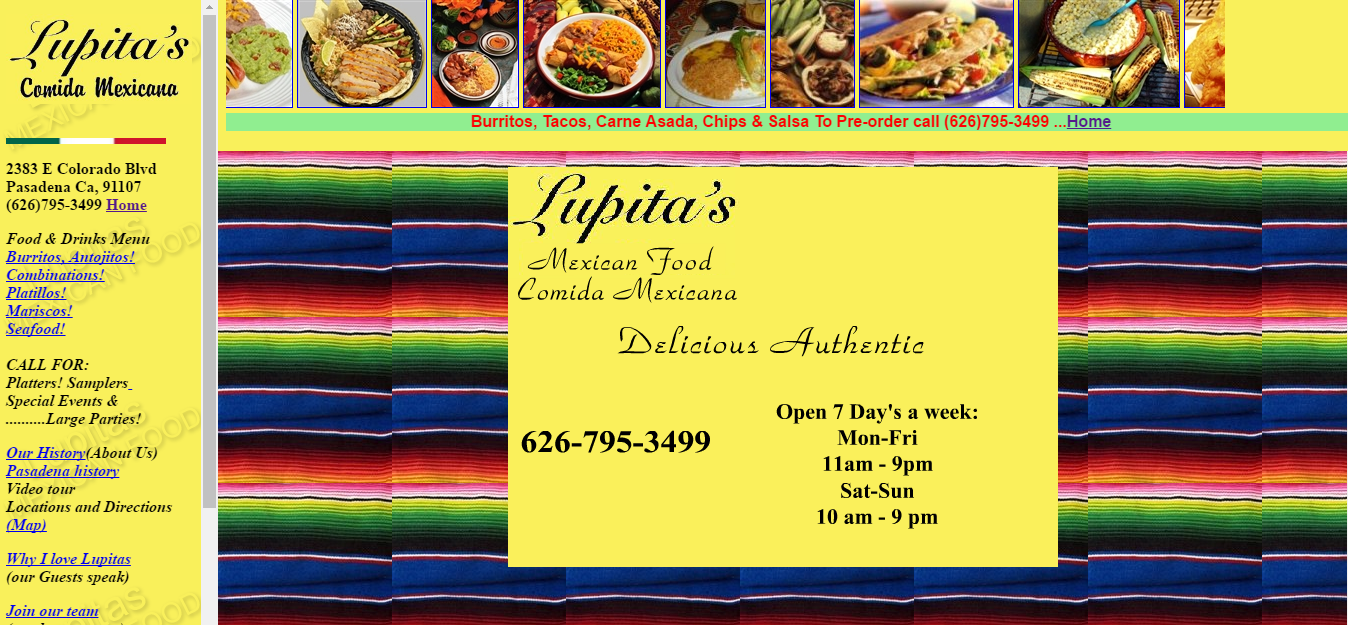 Lupita's
Comida Mexicana
2383 E Colorado Blvd
Pasadena Ca, 91107
(626)795-3499 Home
Food & Drinks Menu
Burritos, Antojitos!
Combinations!
Platillos!
Mariscos!
Seafood!
CALL FOR:
Platters! Samplers
Special Events &
..........Large Parties!
Our History(About Us)
Pasadena history
Video tour
Locations and Directions
(Map)
Why I love Lupitas
(our Guests speak)
Join our team
Burritos, Tacos, Carne Asada, Chips & Salsa To Pre-order call (626)795-3499 ...Home
Lupita's
Mexican Food
Comida Mexicana
Delicious Authentic
626-795-3499
Open 7 Day's a week:
Mon-Fri
11am - 9pm
Sat-Sun
10 am - 9 pm